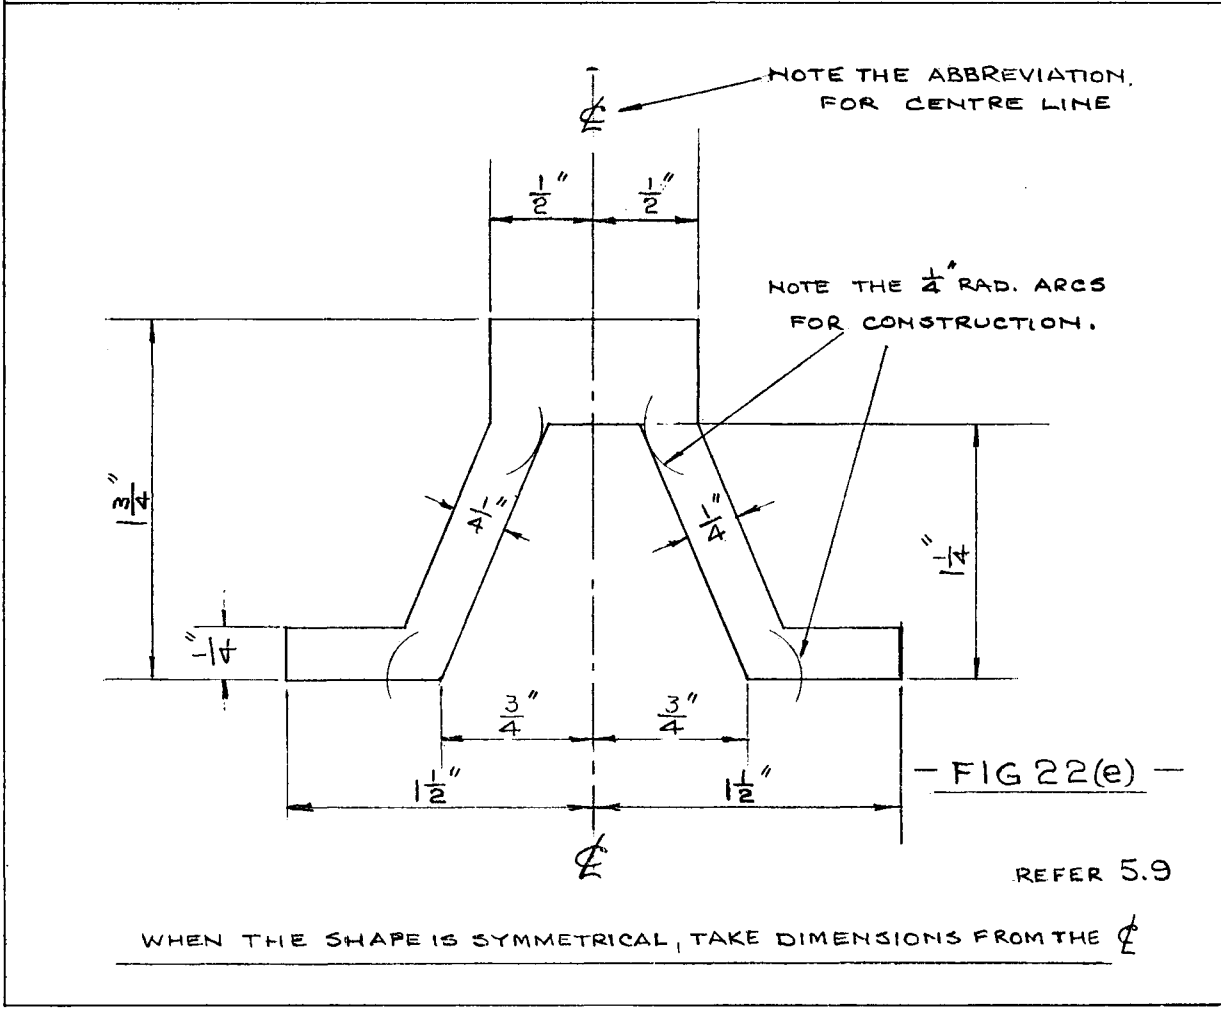 NOTE THE ABBREVIATION.
FOR CENTRE LINE
℄
1/2" 1/2"
NOTE THE 1/4" RAD. ARCS
FOR CONSTRUCTION.
1 3/4"
1/4" 1/4"
1 1/4"
1/4"
3/4" 3/4"
1 1/2" 1 1/2"
- FIG 22(e) -
℄
REFER 5.9
WHEN THE SHAPE IS SYMMETRICAL, TAKE DIMENSIONS FROM THE ℄